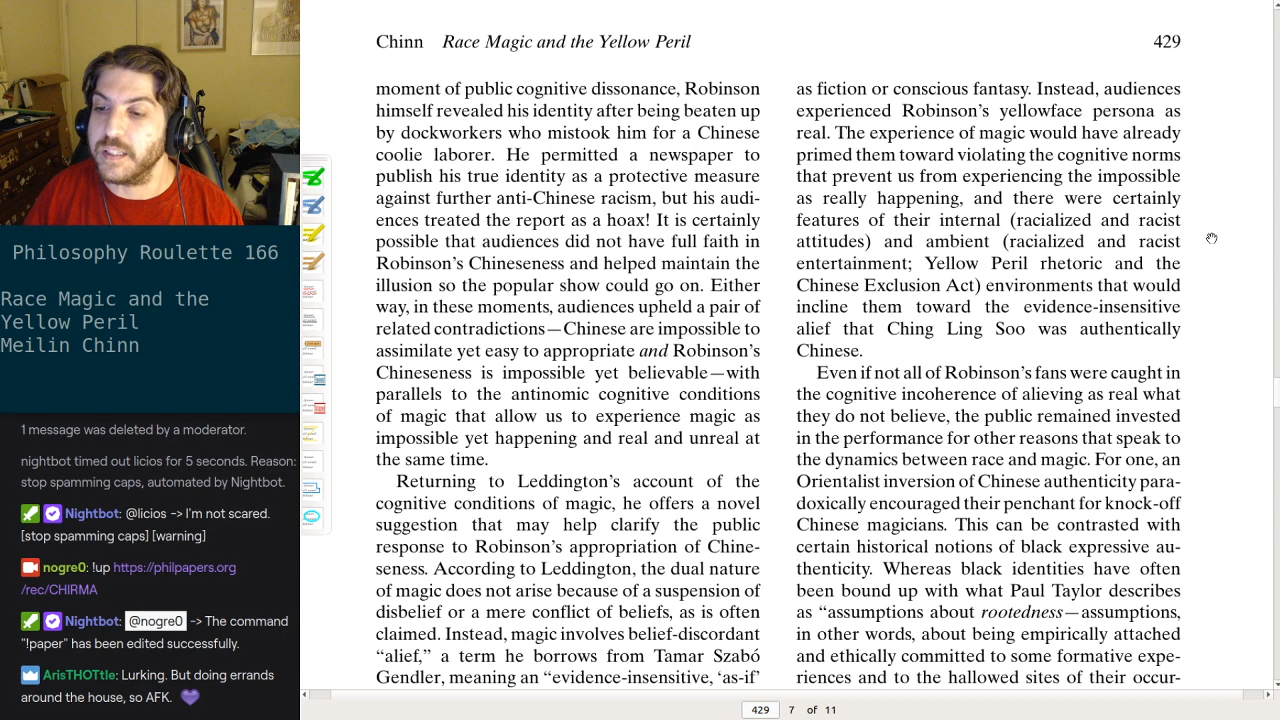 Philosophy Roulette 166
Race Magic and the
Yellow Peril
Meilin Chinn
1 message was deleted by a moderator.
nightbot timed out licios for 5 seconds. Reason:
stop spamming caps, automated by Nightbot.
Nightbot: @licios -> I'm not scared.
[stop spamming caps] [warning]
nogre0: !up https://philpapers.org
/rec/CHIRMA
Nightbot: @nogre0 -> The command
"!paper" has been edited successfully.
ArisTHOTtle: Lurking. But doing errands
around the house, so AFK.
Chinn Race Magic and the Yellow Peril 429
moment of public cognitive dissonance, Robinson
himself revealed his identity after being beaten up
by dockworkers who mistook him for a Chinese
coolie laborer. He permitted a newspaper to
publish his true identity as a protective measure
against further anti-Chinese racism, but his audi-
ences treated the report as a hoax. It is certainly
possible that audiences did not in fact fully believe
Robinson's Chineseness and helped maintain the
illusion so the popular act could go on. Either
way, in these responses we can see a pair of
related contradictions—Chinese are impossible to
assimilate yet easy to impersonate and Robinson's
Chineseness is impossible yet believable—that
parallel the the antinomic cognitive conditions
of magic that allow us to experience magic as
impossible and happening and real and unreal at
the same time.
Returning to Leddington's account of the
cognitive conditions of magic, he offers a further
suggestion that may help clarify the public
response to Robinson's appropriation of Chine-
seness. According to Leddington, the dual nature
of magic does not arise because of a suspension of
disbelief or a mere conflict of beliefs, as is often
claimed. Instead, magic involves belief-discordant
“alief,” a term he borrows from Tamar Szabó
Gendler, meaning an “evidence-insensitive, ‘as-if’
as fiction or conscious fantasy. Instead, audiences
experienced Robinson's yellowface persona as
real. The experience of magic would have already
primed them toward violating the cognitive norms
that prevent us from experiencing the impossible
as really happening, and there were certainly
features of their internal (racialized and racist
attitudes) and ambient (racialized and racist
entertainment, Yellow Peril rhetoric, and the
Chinese Exclusion Act) environments that would
incline them toward an evidence-insensitive
alief that Ching Ling Soo was authentically
Chinese.
Even if not all of Robinson's fans were caught in
the antinomic experience of alieving as real what
they do not believe, the public remained invested
in his performance for other reasons that speak to
the dynamics between race and magic. For one, an
Orientalist inversion of Chinese authenticity para-
doxically encouraged their penchant for mock-ort
Chinese magicians. This can be contrasted with
certain historical notions of black expressive au-
thenticity. Whereas black identities have often
been bound up with what Paul Taylor describes
as “assumptions about rootedness—assumptions,
in other words, about being empirically attached
and ethically committed to some formative expe-
riences and to the hallowed sites of their occur-
429 7 of 11